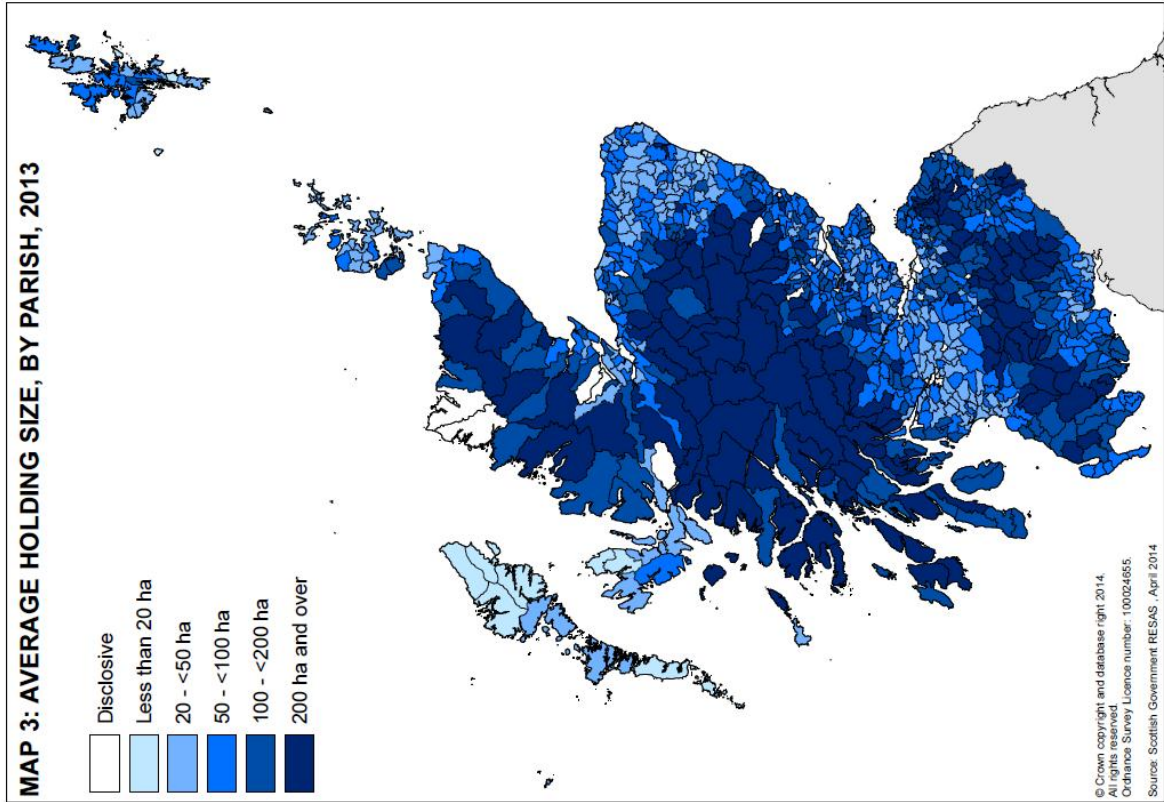 MAP 3: AVERAGE HOLDING SIZE, BY PARISH, 2013
Disclosive
Less than 20 ha
20 - <50 ha
50 - <100 ha
100 - <200 ha
200 ha and over
© Crown copyright and database right 2014.
All rights reserved.
Ordnance Survey Licence number: 100024655.
Source: Scottish Government RESAS , April 2014